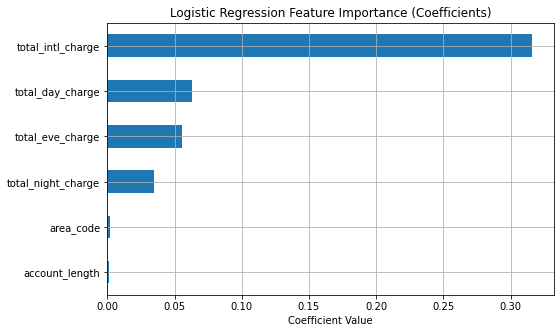 Logistic Regression Feature Importance (Coefficients)
total_intl_charge
total_day_charge
total_eve_charge
total_night_charge
area_code
account_length
0.00 0.05 0.10 0.15 0.20 0.25 0.30
Coefficient Value